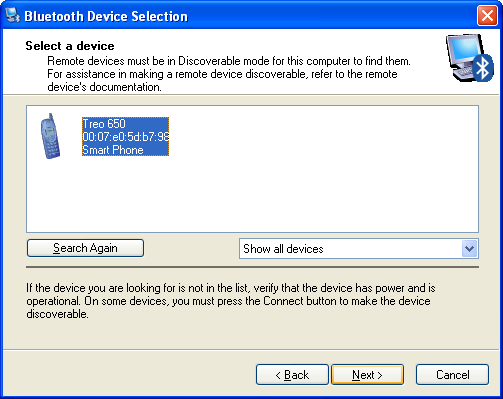 Bluetooth Device Selection
Select a device
Remote devices must be in Discoverable mode for this computer to find them.
For assistance in making a remote device discoverable, refer to the remote
device's documentation.
Treo 650
00:07:e0:5d:b7:98
Smart Phone
Search Again
Show all devices
If the device you are looking for is not in the list, verify that the device has power and is
operational. On some devices, you must press the Connect button to make the device
discoverable.
< Back
Next >
Cancel